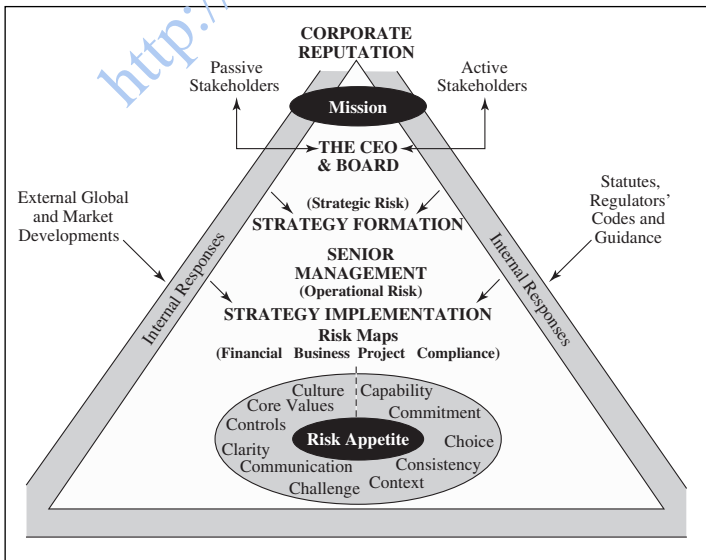 http:/
CORPORATE
REPUTATION
Passive
Stakeholders
Active
Stakeholders
Mission
THE CEO
& BOARD
External Global
and Market
Developments
Statutes,
Regulators'
Codes and
Guidance
(Strategic Risk)
STRATEGY FORMATION
SENIOR
MANAGEMENT
(Operational Risk)
Internal Responses
Internal Responses
STRATEGY IMPLEMENTATION
Risk Maps
(Financial Business Project Compliance)
Culture Capability
Core Values Commitment
Controls
Risk Appetite
Choice
Clarity
Communication Consistency
Challenge Context